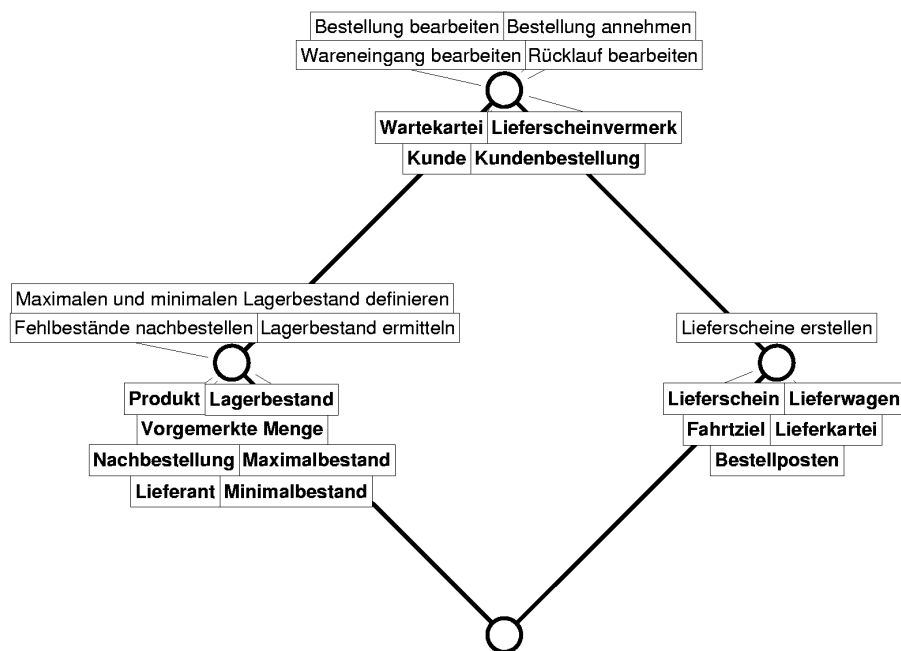 Bestellung bearbeiten Bestellung annehmen
Wareneingang bearbeiten Rücklauf bearbeiten
Wartekartei Lieferscheinvermerk
Kunde Kundenbestellung
Maximalen und minimalen Lagerbestand definieren
Fehlbestände nachbestellen Lagerbestand ermitteln
Produkt Lagerbestand
Vorgemerkte Menge
Nachbestellung Maximalbestand
Lieferant Minimalbestand
Lieferscheine erstellen
Lieferschein Lieferwagen
Fahrtziel Lieferkartei
Bestellposten